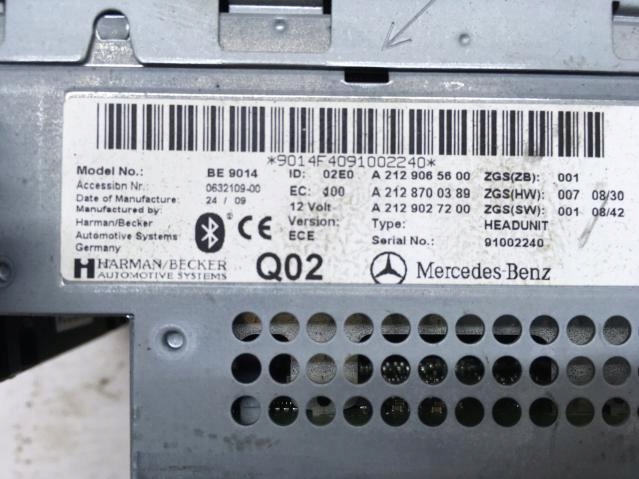 *9014F4091002240*
Model No.: BE 9014 ID: 02E0 A 212 906 56 00 ZGS(ZB): 001
Accessibn Nr.: 0632109-00 EC: 400 A 212 870 03 89 ZGS(HW): 007 08/30
Date of Manufacture: 24 / 09 12 Volt A 212 902 72 00 ZGS(SW): 001 08/42
Manufactured by: Version: Type: HEADUNIT
Harman/Becker ECE Serial No.: 91002240
Automotive Systems
Germany
HARMAN/BECKER
AUTOMOTIVE SYSTEMS
Q02
Mercedes-Benz